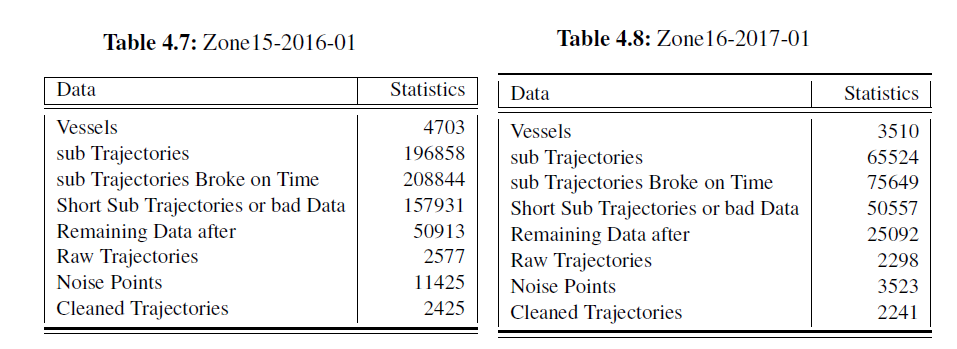 Table 4.7: Zone15-2016-01
Data Statistics
Vessels 4703
sub Trajectories 196858
sub Trajectories Broke on Time 208844
Short Sub Trajectories or bad Data 157931
Remaining Data after 50913
Raw Trajectories 2577
Noise Points 11425
Cleaned Trajectories 2425
Table 4.8: Zone16-2017-01
Data Statistics
Vessels 3510
sub Trajectories 65524
sub Trajectories Broke on Time 75649
Short Sub Trajectories or bad Data 50557
Remaining Data after 25092
Raw Trajectories 2298
Noise Points 3523
Cleaned Trajectories 2241